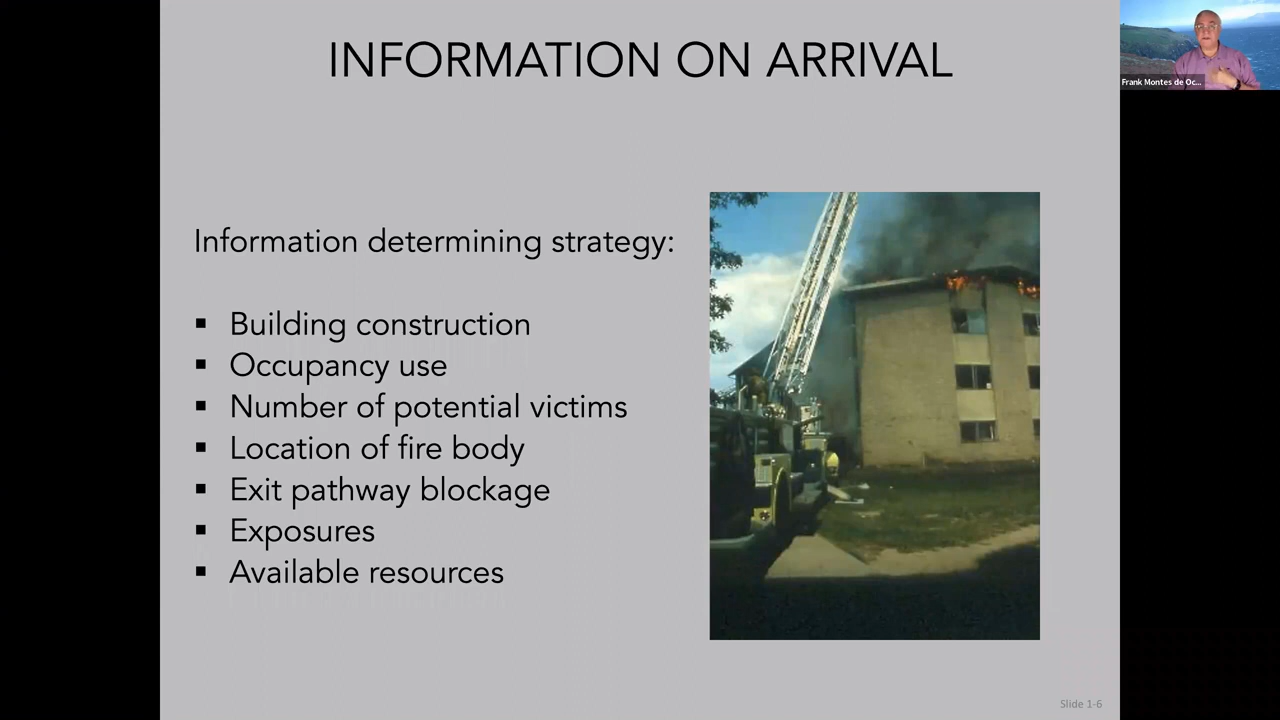 INFORMATION ON ARRIVAL
Frank Montes de Oc...
Information determining strategy:
▪ Building construction
▪ Occupancy use
▪ Number of potential victims
▪ Location of fire body
▪ Exit pathway blockage
▪ Exposures
▪ Available resources
Slide 1-6